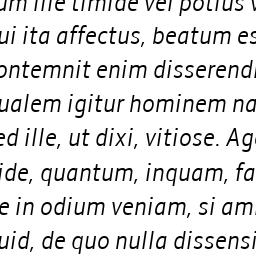 um ille timide vel potius v
ui ita affectus, beatum es
ontemnit enim disserendi
ualem igitur hominem na
ed ille, ut dixi, vitiose. Ag
ide, quantum, inquam, fa
e in odium veniam, si am
uid, de quo nulla dissensi